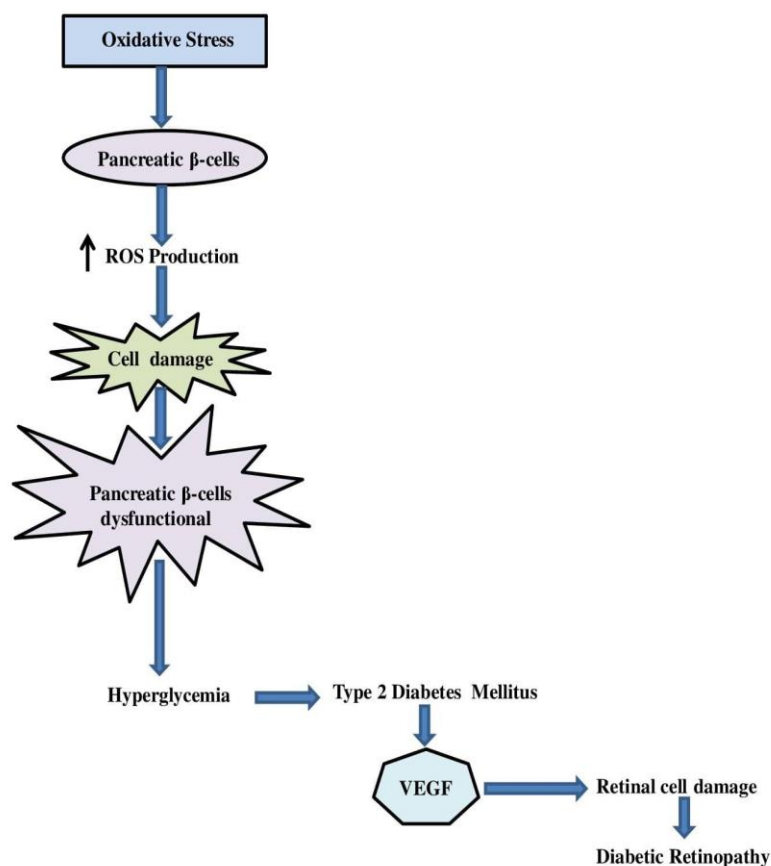 Oxidative Stress
Pancreatic β-cells
ROS Production
Cell damage
Pancreatic β-cells
dysfunctional
Hyperglycemia
Type 2 Diabetes Mellitus
VEGF
Retinal cell damage
Diabetic Retinopathy